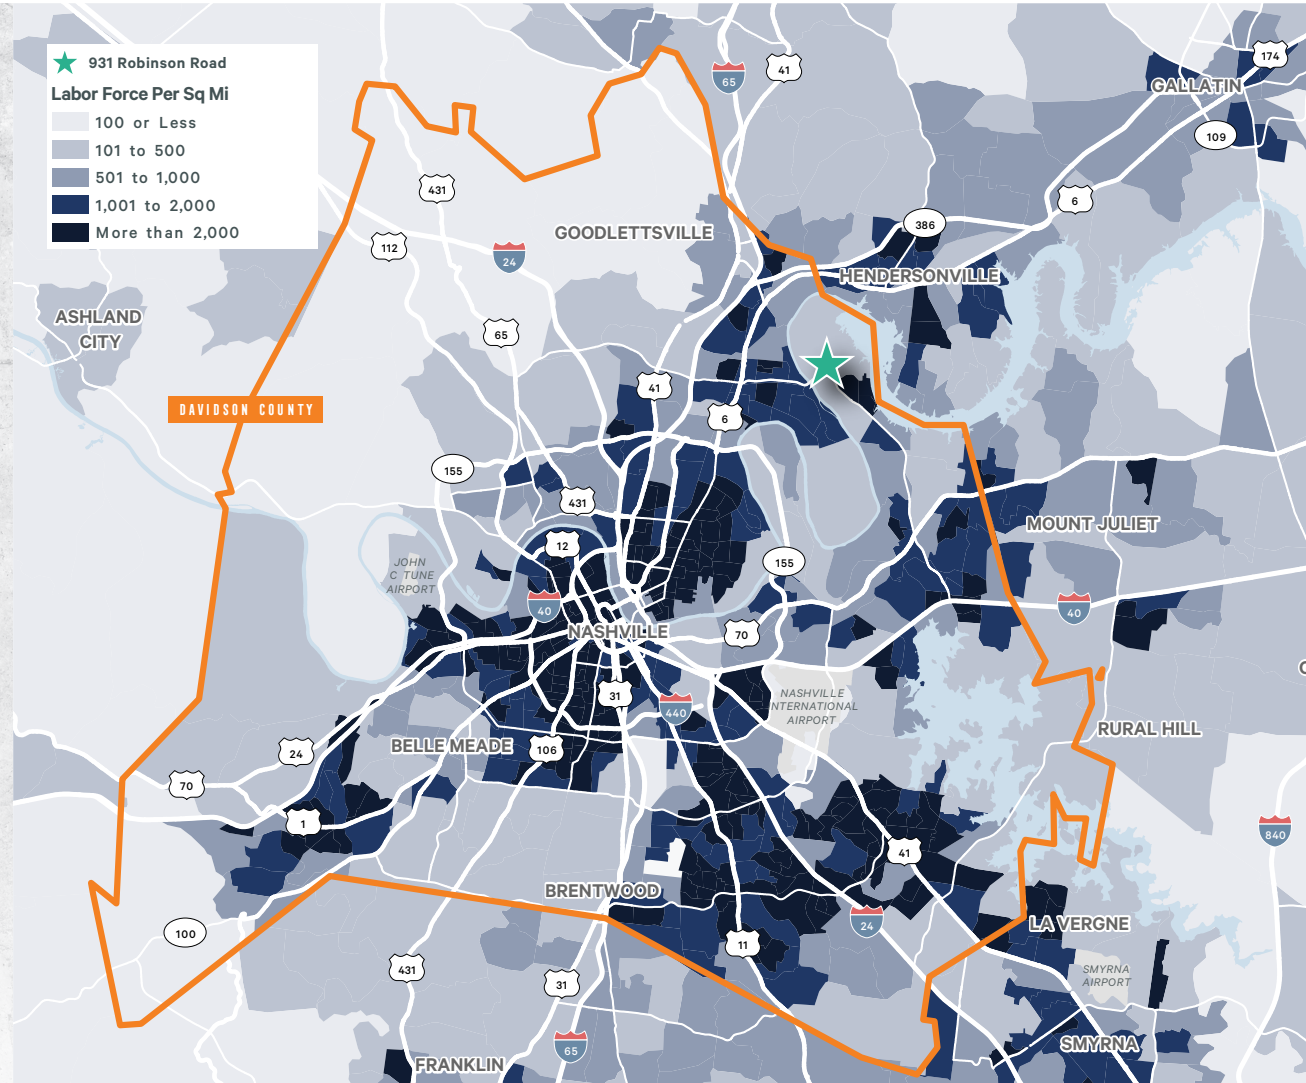 931 Robinson Road
Labor Force Per Sq Mi
100 or Less
101 to 500
501 to 1,000
1,001 to 2,000
More than 2,000
41
65
174
GALLATIN
109
431
6
112
GOODLETTSVILLE
386
24
HENDERSONVILLE
ASHLAND
CITY
65
41
DAVIDSON COUNTY
6
155
431
MOUNT JULIET
12
155
JOHN
C TUNE
AIRPORT
40
40
NASHVILLE
70
31
NASHVILLE
INTERNATIONAL
AIRPORT
440
RURAL HILL
24
BELLE MEADE
106
70
1
840
41
BRENTWOOD
24
LA VERGNE
100
11
431
31
SMYRNA
AIRPORT
65
SMYRNA
FRANKLIN